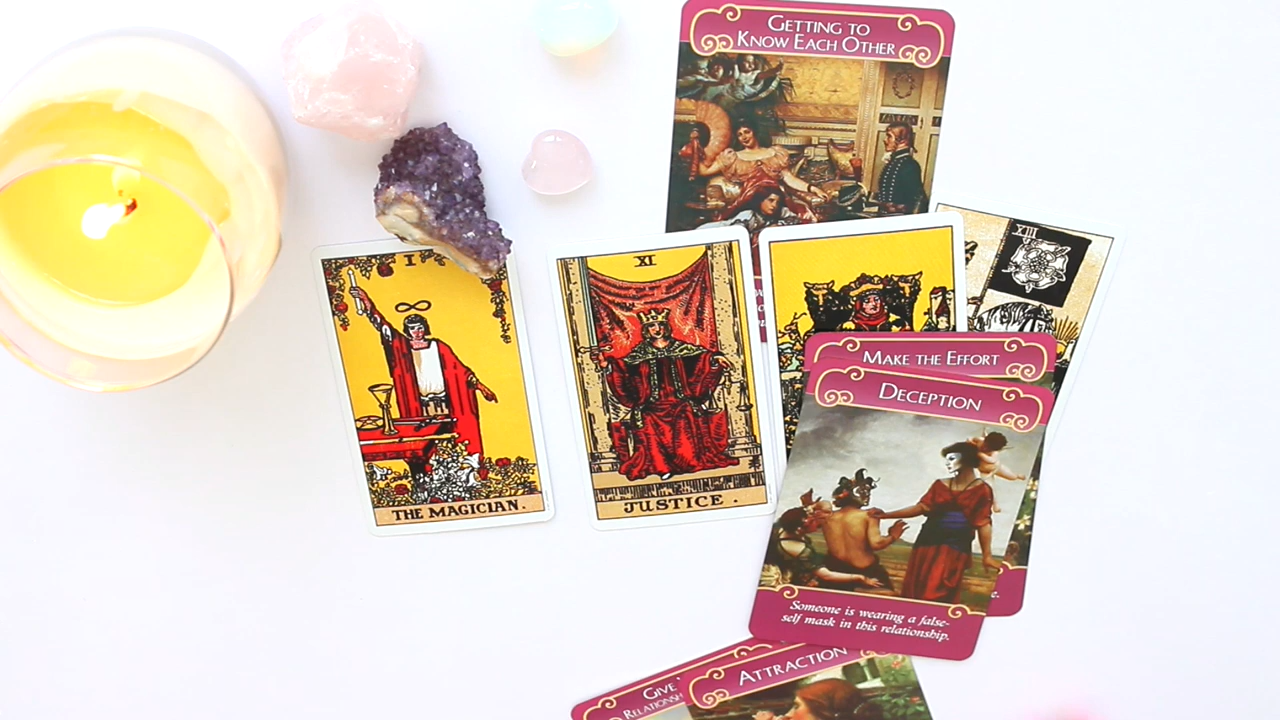 GETTING TO
KNOW EACH OTHER
I
XI
XIII
THE MAGICIAN.
JUSTICE.
MAKE THE EFFORT
DECEPTION
Someone is wearing a false-
self mask in this relationship.
ATTRACTION
GIVE